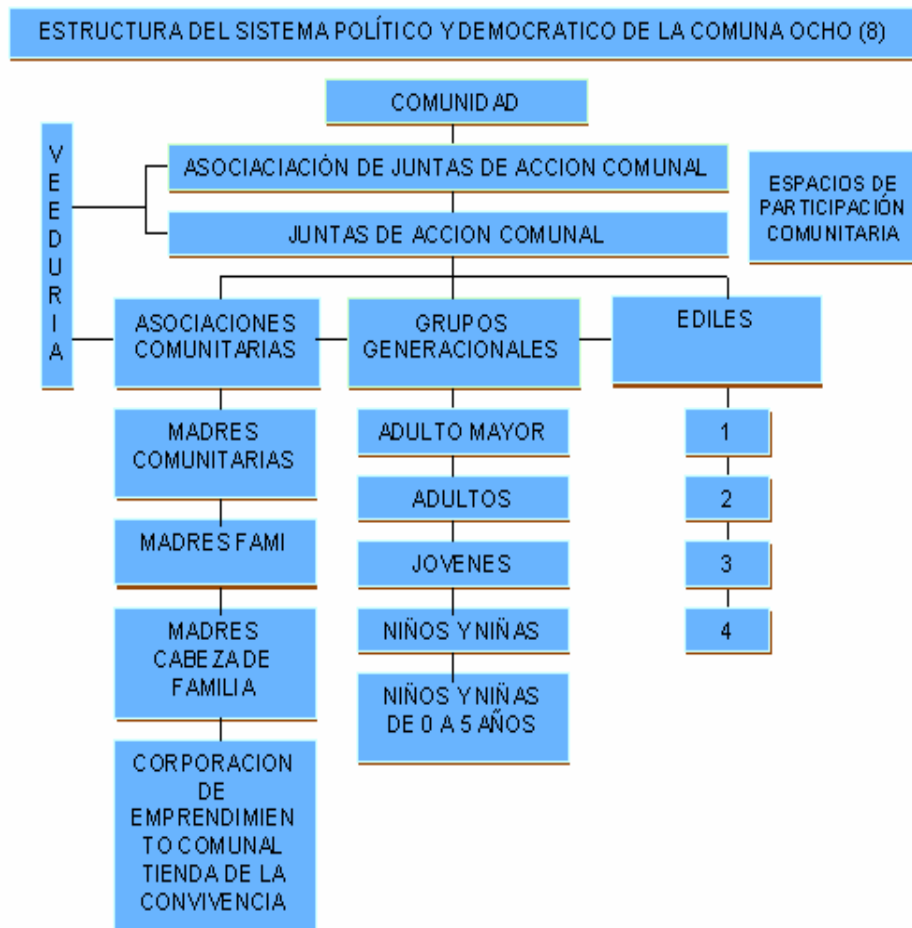 ESTRUCTURA DEL SISTEMA POLÍTICO Y DEMOCRATICO DE LA COMUNA OCHO (8)
COMUNIDAD
VEEDURIA
ASOCIACIACIÓN DE JUNTAS DE ACCION COMUNAL
JUNTAS DE ACCION COMUNAL
ESPACIOS DE
PARTICIPACIÓN
COMUNITARIA
ASOCIACIONES
COMUNITARIAS
GRUPOS
GENERACIONALES
EDILES
MADRES
COMUNITARIAS
MADRES FAMI
MADRES
CABEZA DE
FAMILIA
CORPORACION
DE
EMPRENDIMIEN
TO COMUNAL
TIENDA DE LA
CONVIVENCIA
ADULTO MAYOR
ADULTOS
JOVENES
NIÑOS Y NIÑAS
NIÑOS Y NIÑAS
DE 0 A 5 AÑOS
1
2
3
4